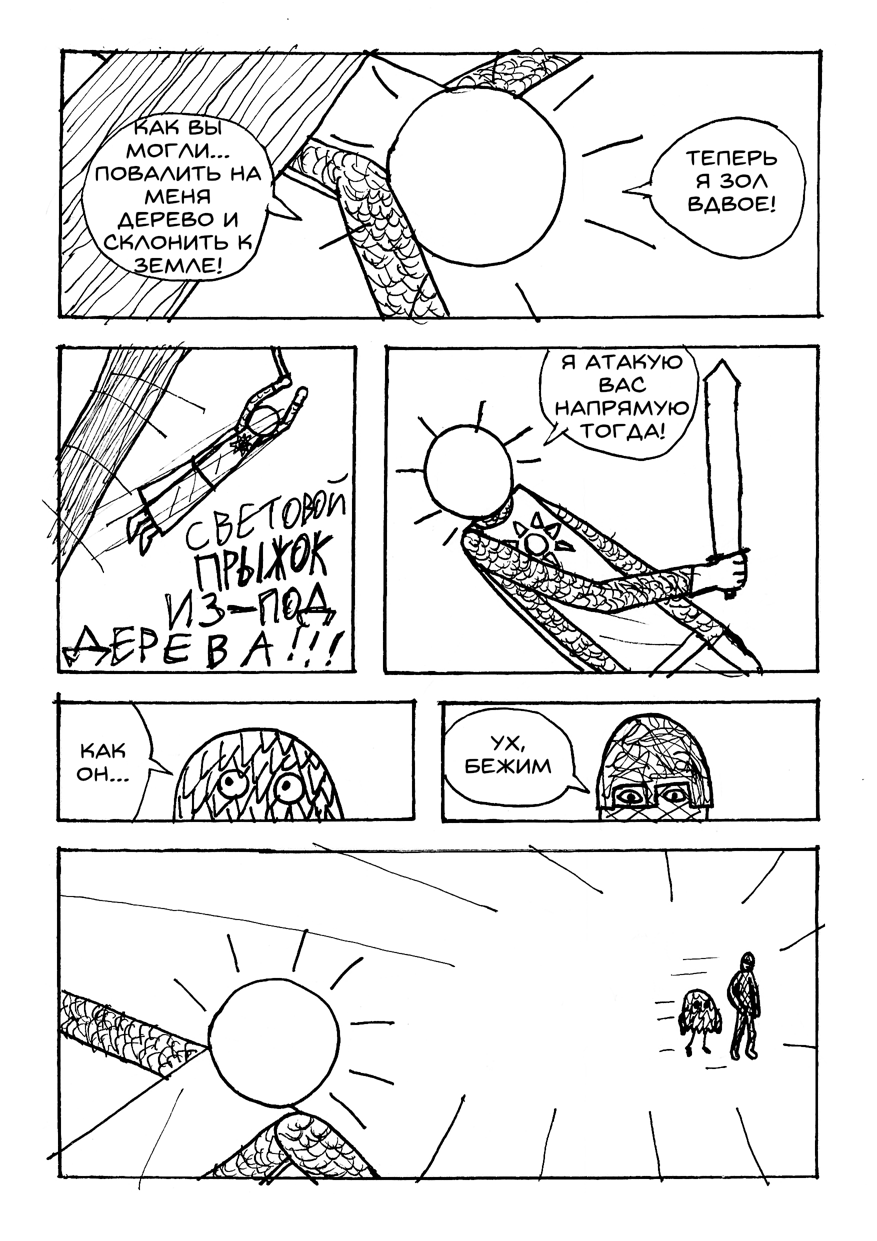 КАК ВЫ
МОГЛИ...
ПОВАЛИТЬ НА
МЕНЯ
ДЕРЕВО И
СКЛОНИТЬ К
ЗЕМЛЕ!
ТЕПЕРЬ
Я ЗОЛ
ВДВОЕ!
СВЕТОВОЙ
ПРЫЖОК
ИЗ-ПОД
ДЕРЕВА!!!
Я АТАКУЮ
ВАС
НАПРЯМУЮ
ТОГДА!
КАК
ОН...
УХ,
БЕЖИМ